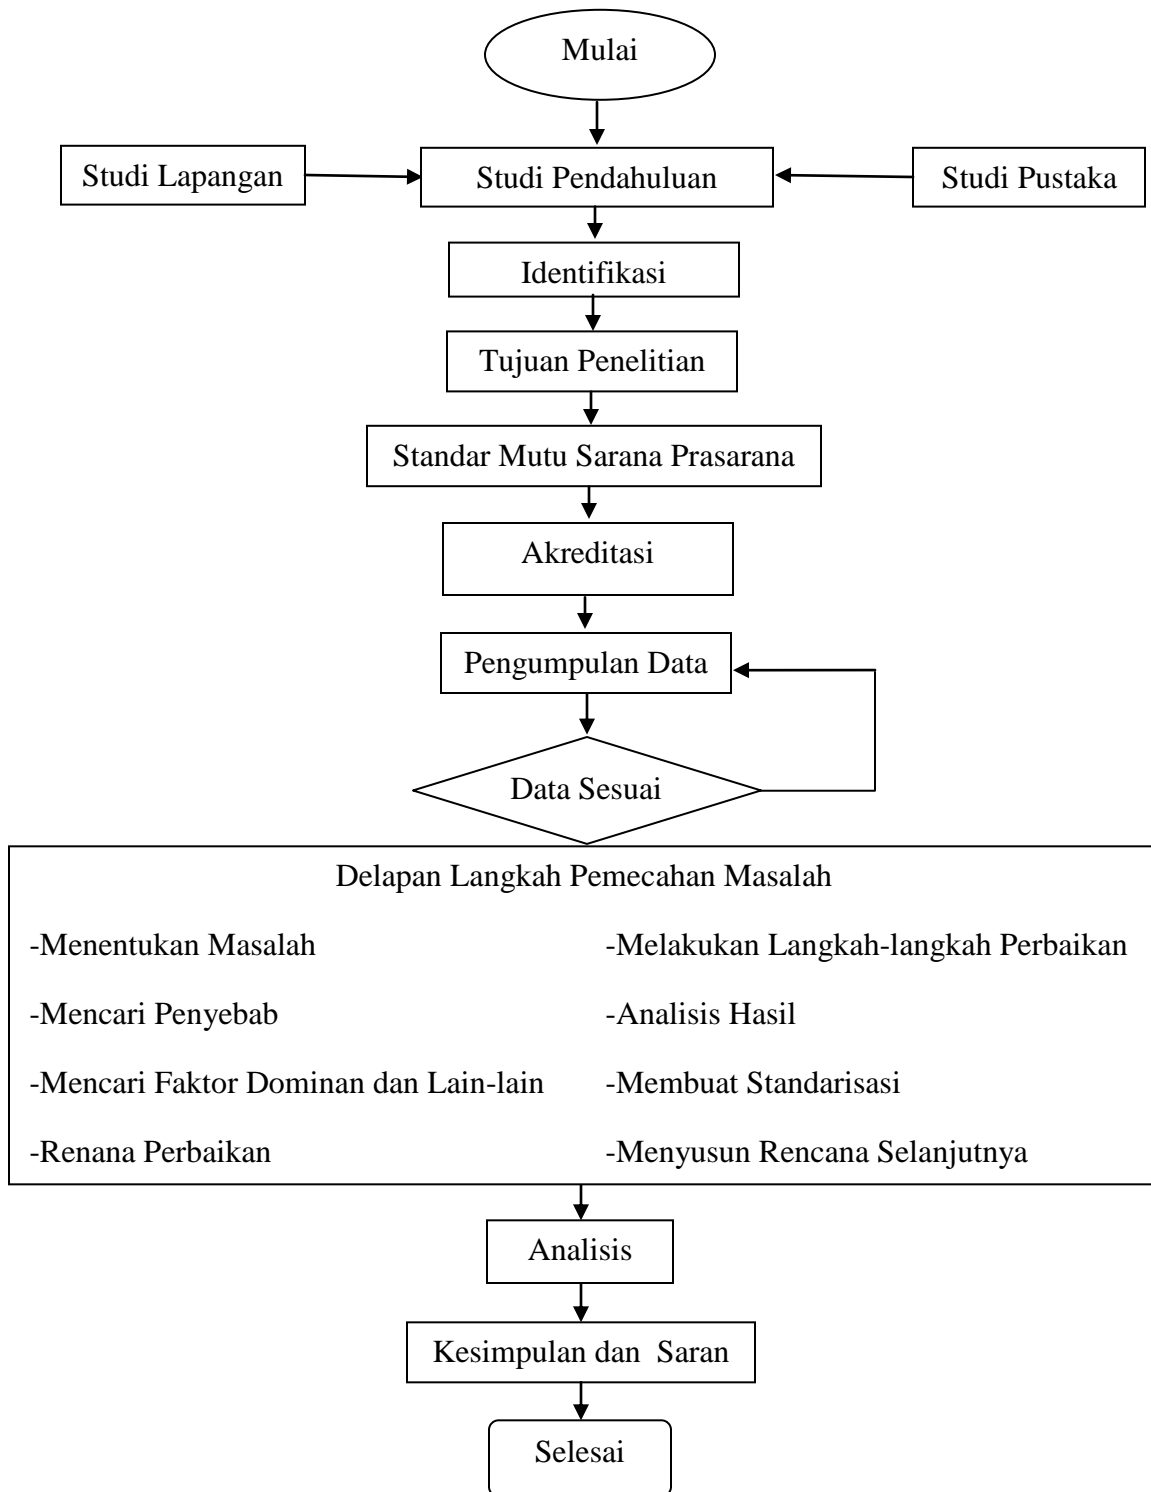 Mulai
Studi Lapangan
Studi Pendahuluan
Studi Pustaka
Identifikasi
Tujuan Penelitian
Standar Mutu Sarana Prasarana
Akreditasi
Pengumpulan Data
Data Sesuai
Delapan Langkah Pemecahan Masalah
-Menentukan Masalah
-Mencari Penyebab
-Mencari Faktor Dominan dan Lain-lain
-Renana Perbaikan
-Melakukan Langkah-langkah Perbaikan
-Analisis Hasil
-Membuat Standarisasi
-Menyusun Rencana Selanjutnya
Analisis
Kesimpulan dan  Saran
Selesai